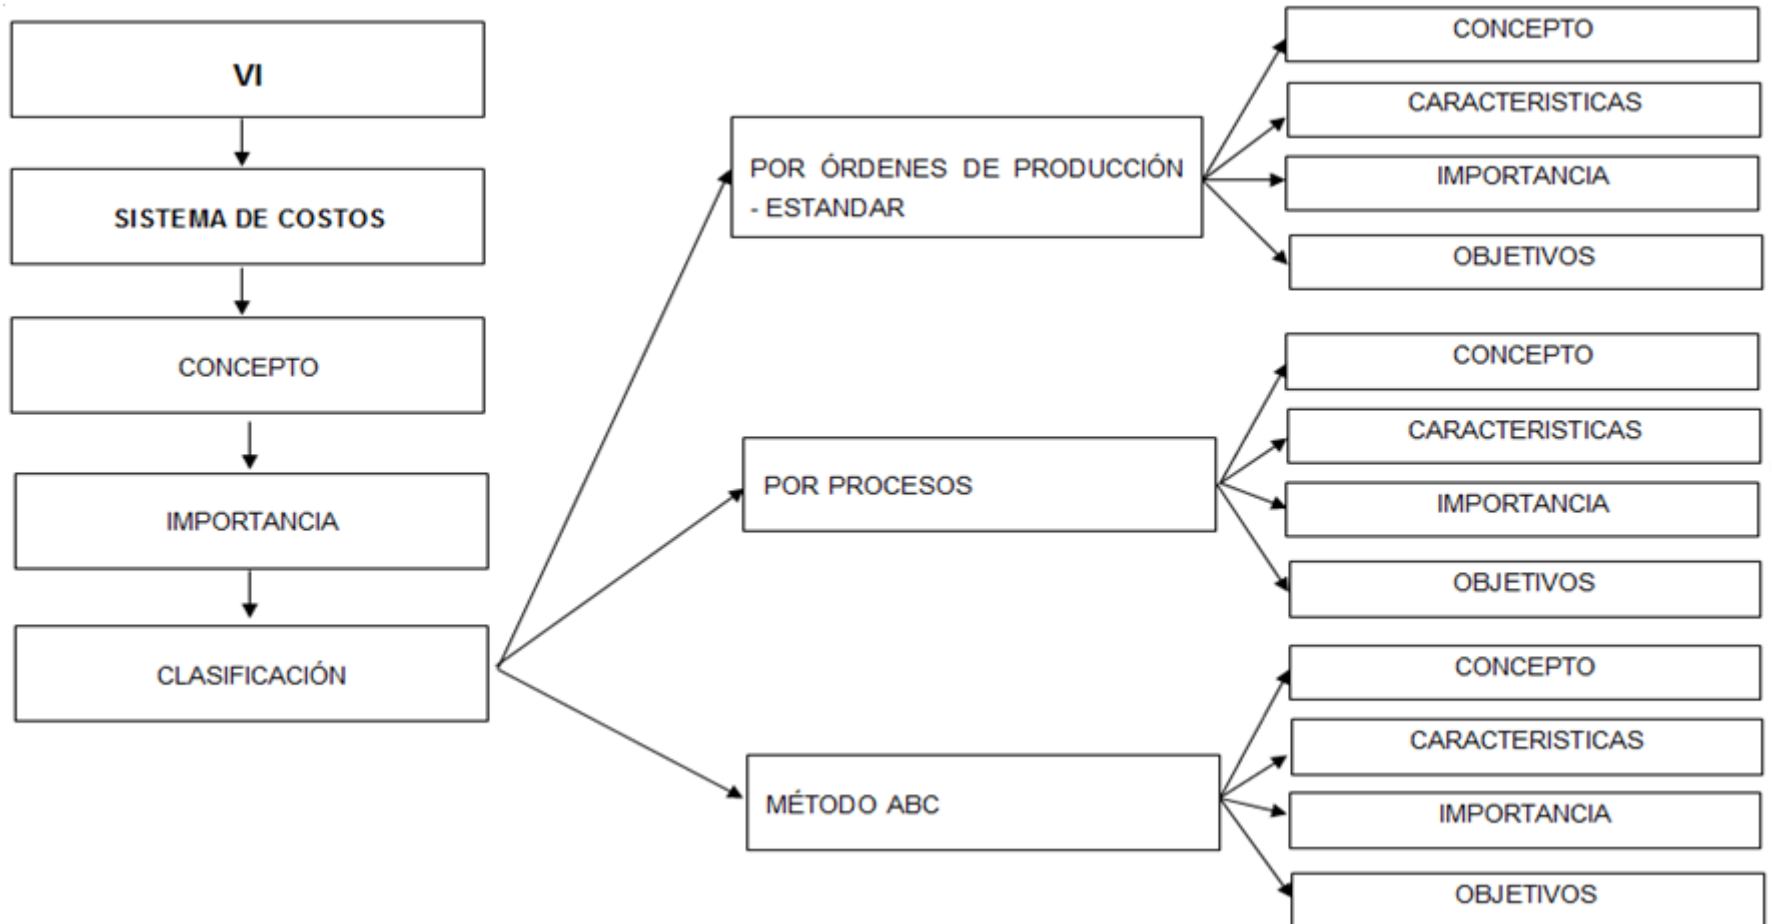 VI
SISTEMA DE COSTOS
CONCEPTO
IMPORTANCIA
CLASIFICACIÓN
POR ÓRDENES DE PRODUCCIÓN
- ESTANDAR
CONCEPTO
CARACTERISTICAS
IMPORTANCIA
OBJETIVOS
POR PROCESOS
CONCEPTO
CARACTERISTICAS
IMPORTANCIA
OBJETIVOS
MÉTODO ABC
CONCEPTO
CARACTERISTICAS
IMPORTANCIA
OBJETIVOS